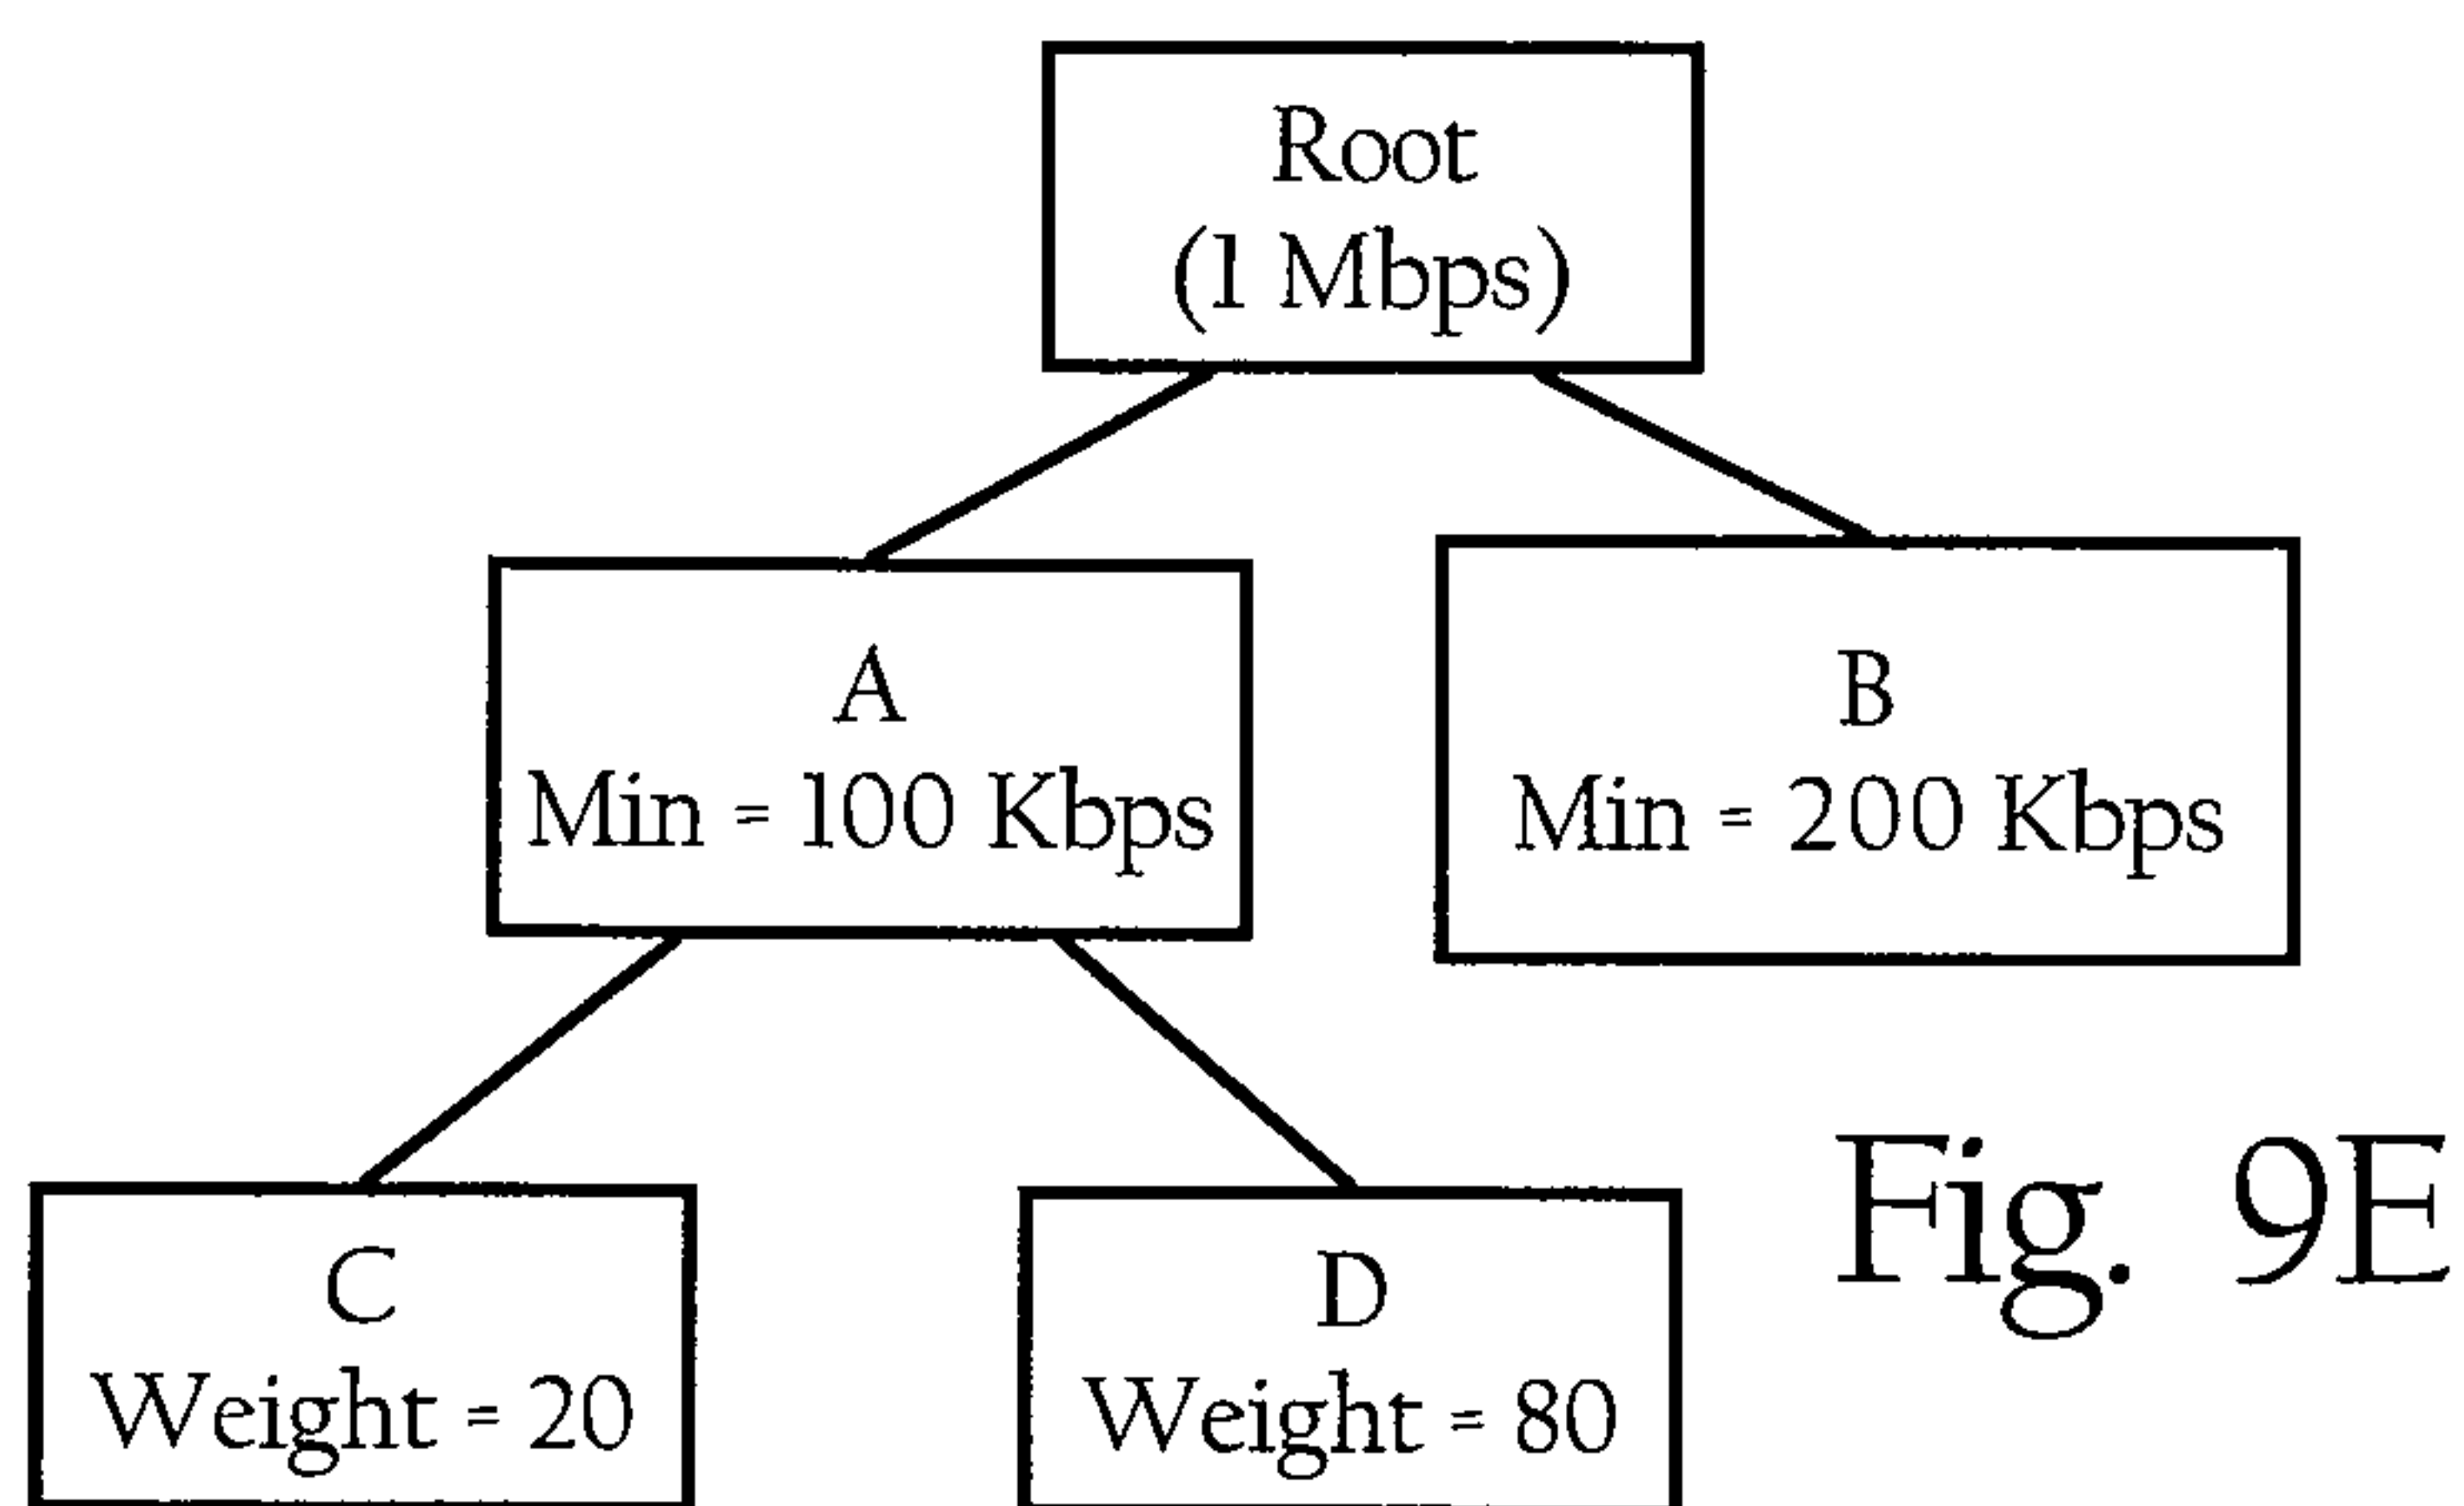 Root
(1 Mbps)
A
Min = 100 Kbps
B
Min = 200 Kbps
C
Weight = 20
D
Weight = 80
Fig. 9E